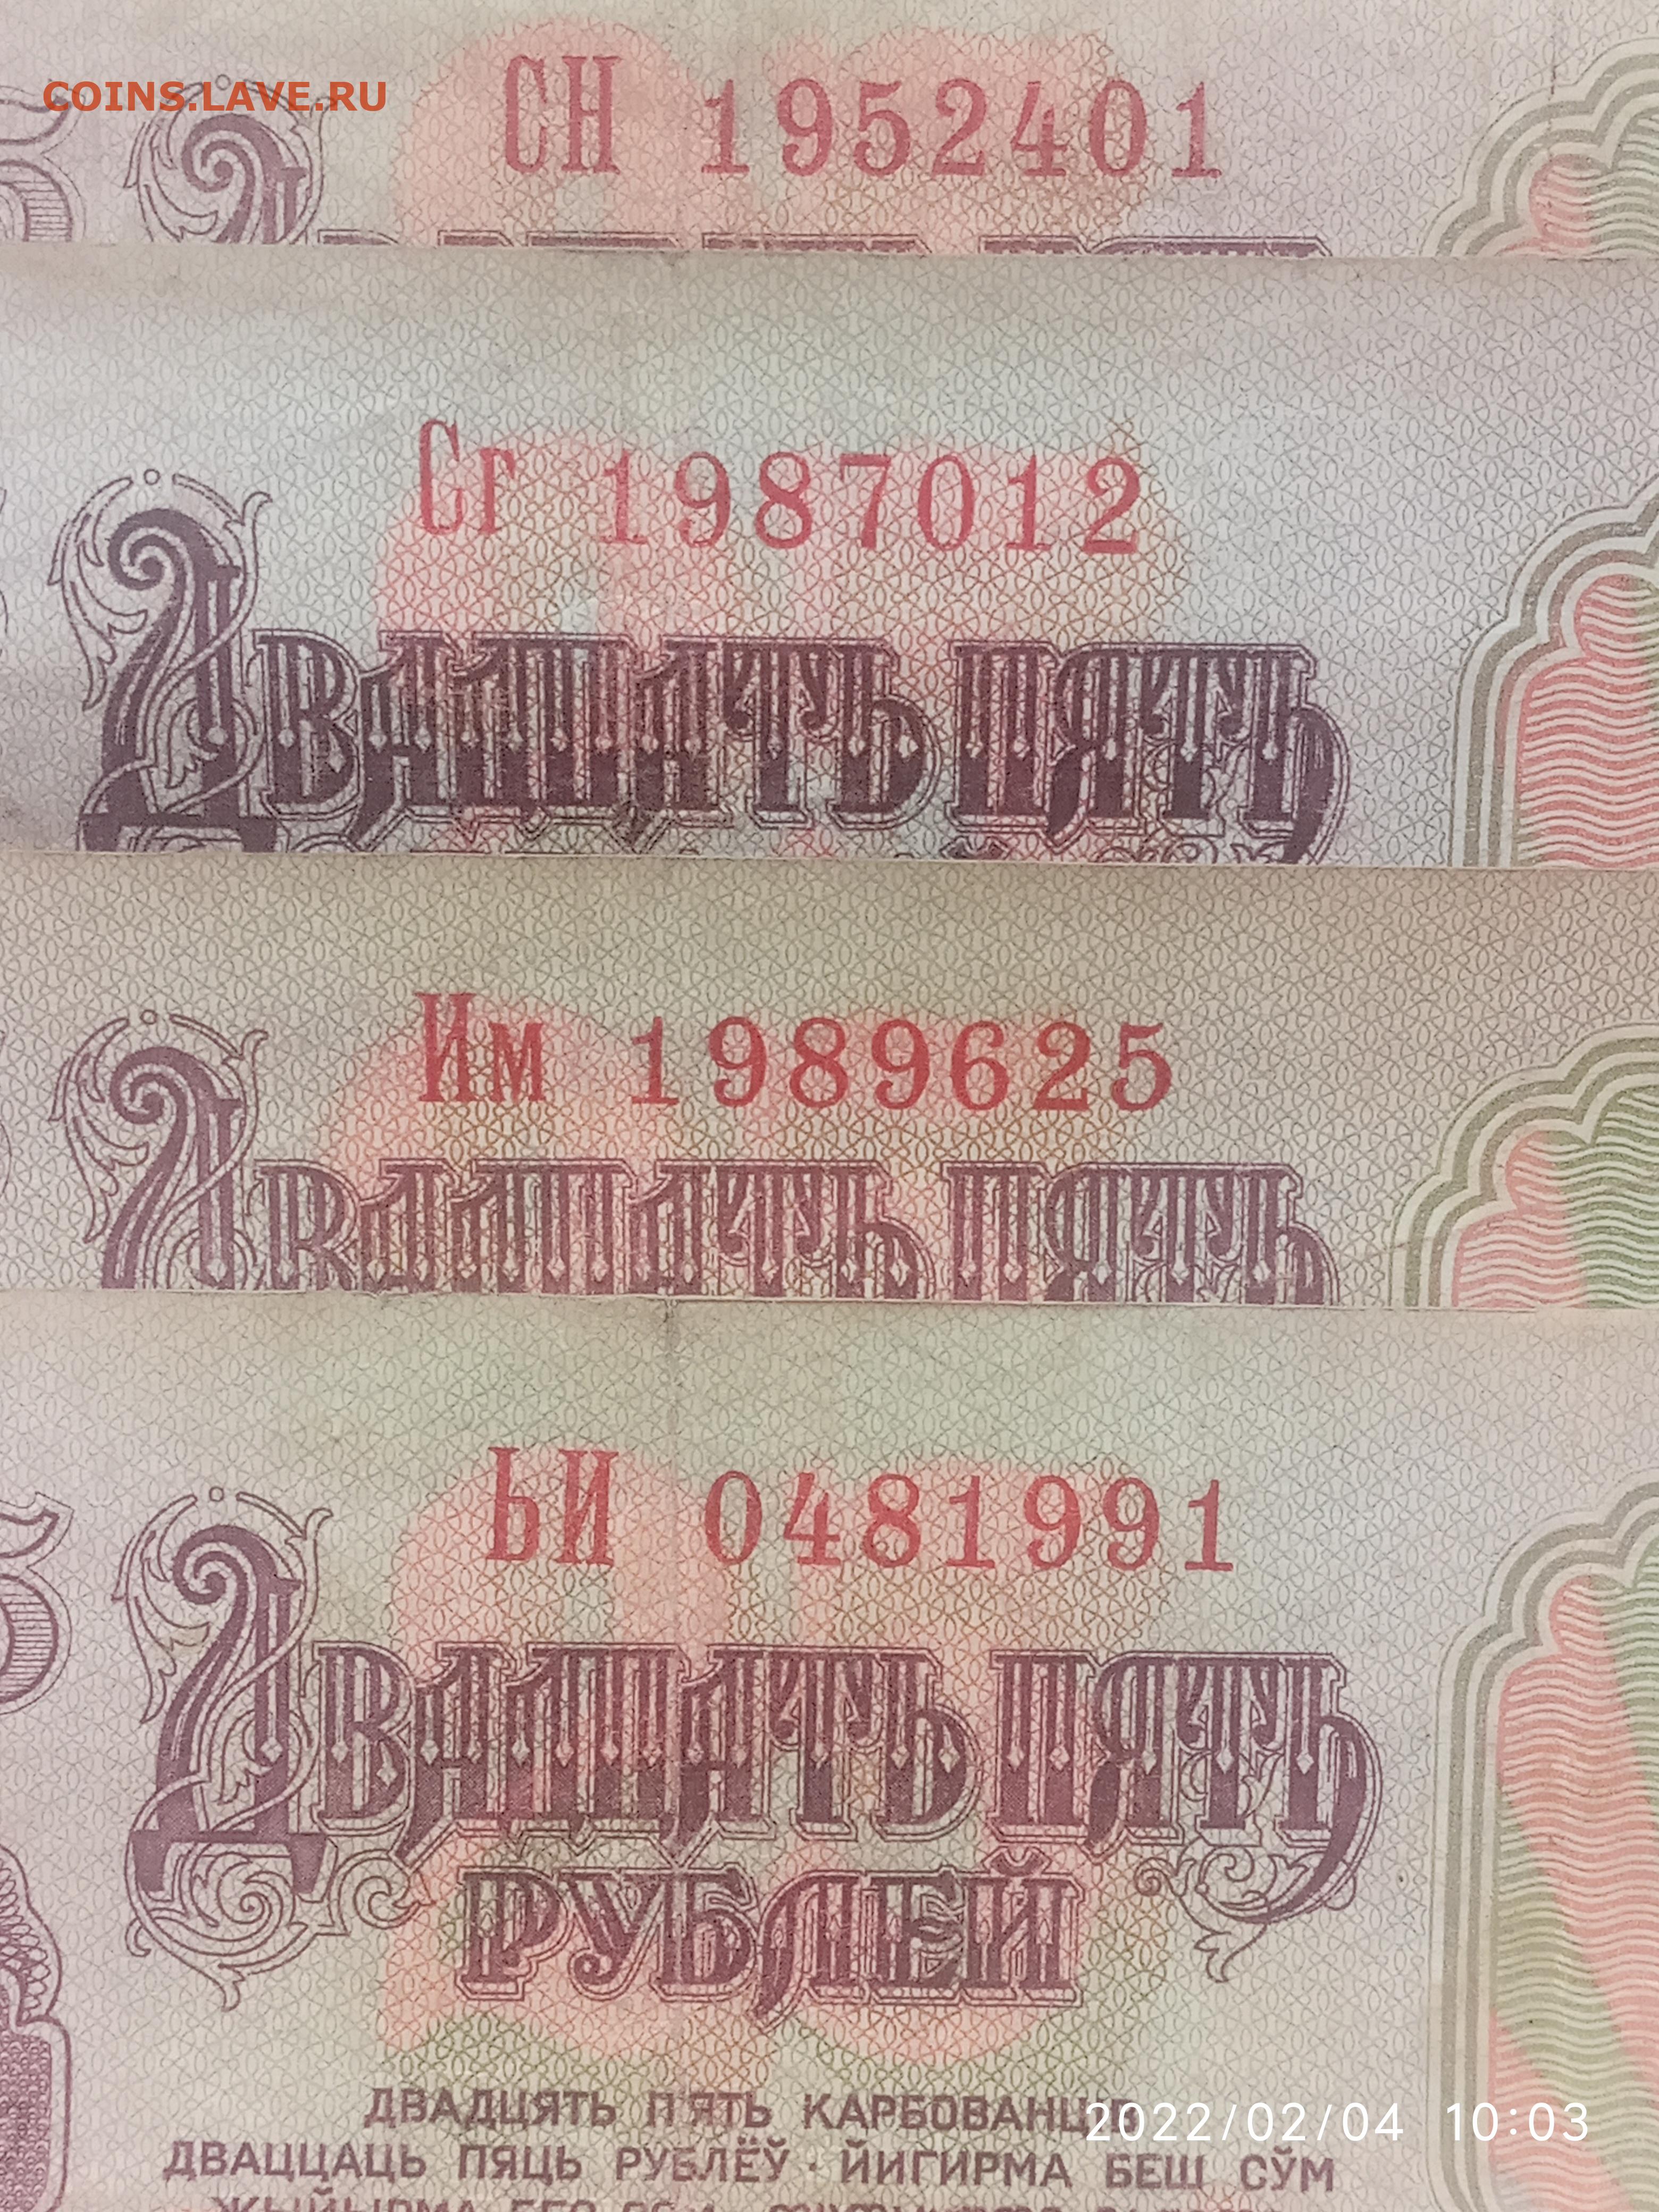 COINS.LAVE.RU
СН 1952401
Сг 1987012
Двадцать пять
Им 1989625
Двадцать пять
ЬИ 0481991
Двадцать пять
РУБЛЕЙ
ДВАДЦЯТЬ П'ЯТЬ КАРБОВАНЦІВ
2022/02/04 10:03
ДВАЦЦАЦЬ ПЯЦЬ РУБЛЁЎ · ЙИГИРМА БЕШ СЎМ